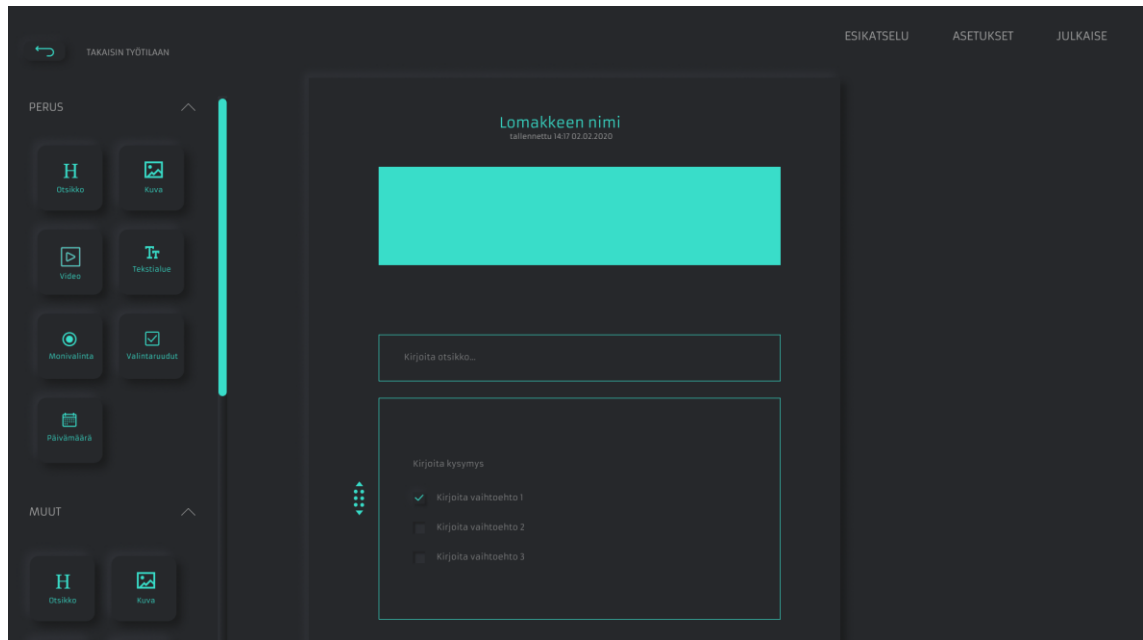 TAKAISIN TYÖTILAAN
ESIKATSELU
ASETUKSET
JULKAISE
PERUS
H
Otsikko
Kuva
Video
Tt
Tekstialue
Monivalinta
Valintaruudut
Päivämäärä
MUUT
H
Otsikko
Kuva
Lomakkeen nimi
tallennettu 14:17 02.02.2020
Kirjoita otsikko...
Kirjoita kysymys
Kirjoita vaihtoehto 1
Kirjoita vaihtoehto 2
Kirjoita vaihtoehto 3